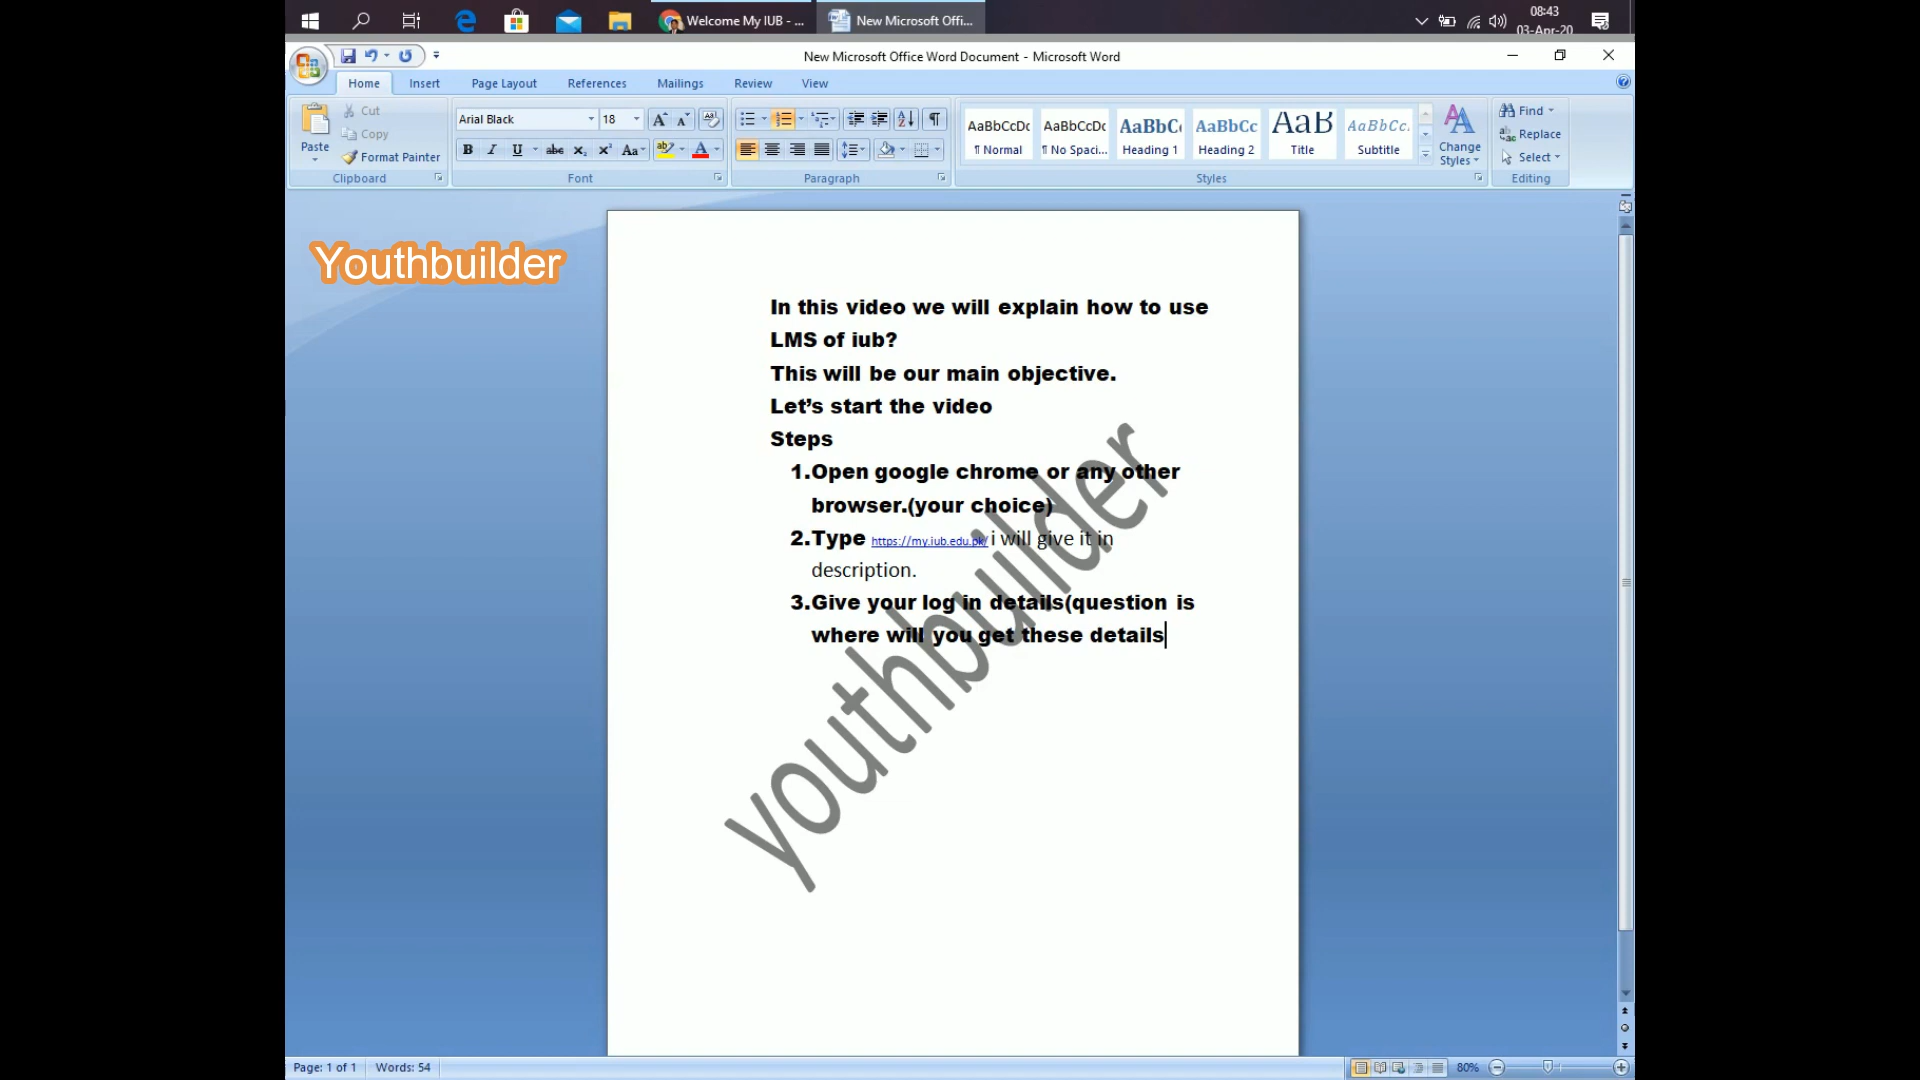 Welcome My IUB - ...
New Microsoft Offi...
08:43
03-Apr-20
New Microsoft Office Word Document - Microsoft Word
Home Insert Page Layout References Mailings Review View
Paste
Cut
Copy
Format Painter
Clipboard
Arial Black 18
Font
Paragraph
AaBbCcDc AaBbCcDc AaBbC AaBbCc AaB AaBbCc.
¶ Normal ¶ No Spaci... Heading 1 Heading 2 Title Subtitle
Change
Styles
Styles
Find
Replace
Select
Editing
Youthbuilder
In this video we will explain how to use
LMS of iub?
This will be our main objective.
Let’s start the video
Steps
1.Open google chrome or any other
browser.(your choice)
2.Type https://my.iub.edu.pk/ i will give it in
description.
3.Give your log in details(question is
where will you get these details
youthbuilder
Page: 1 of 1 Words: 54
80%